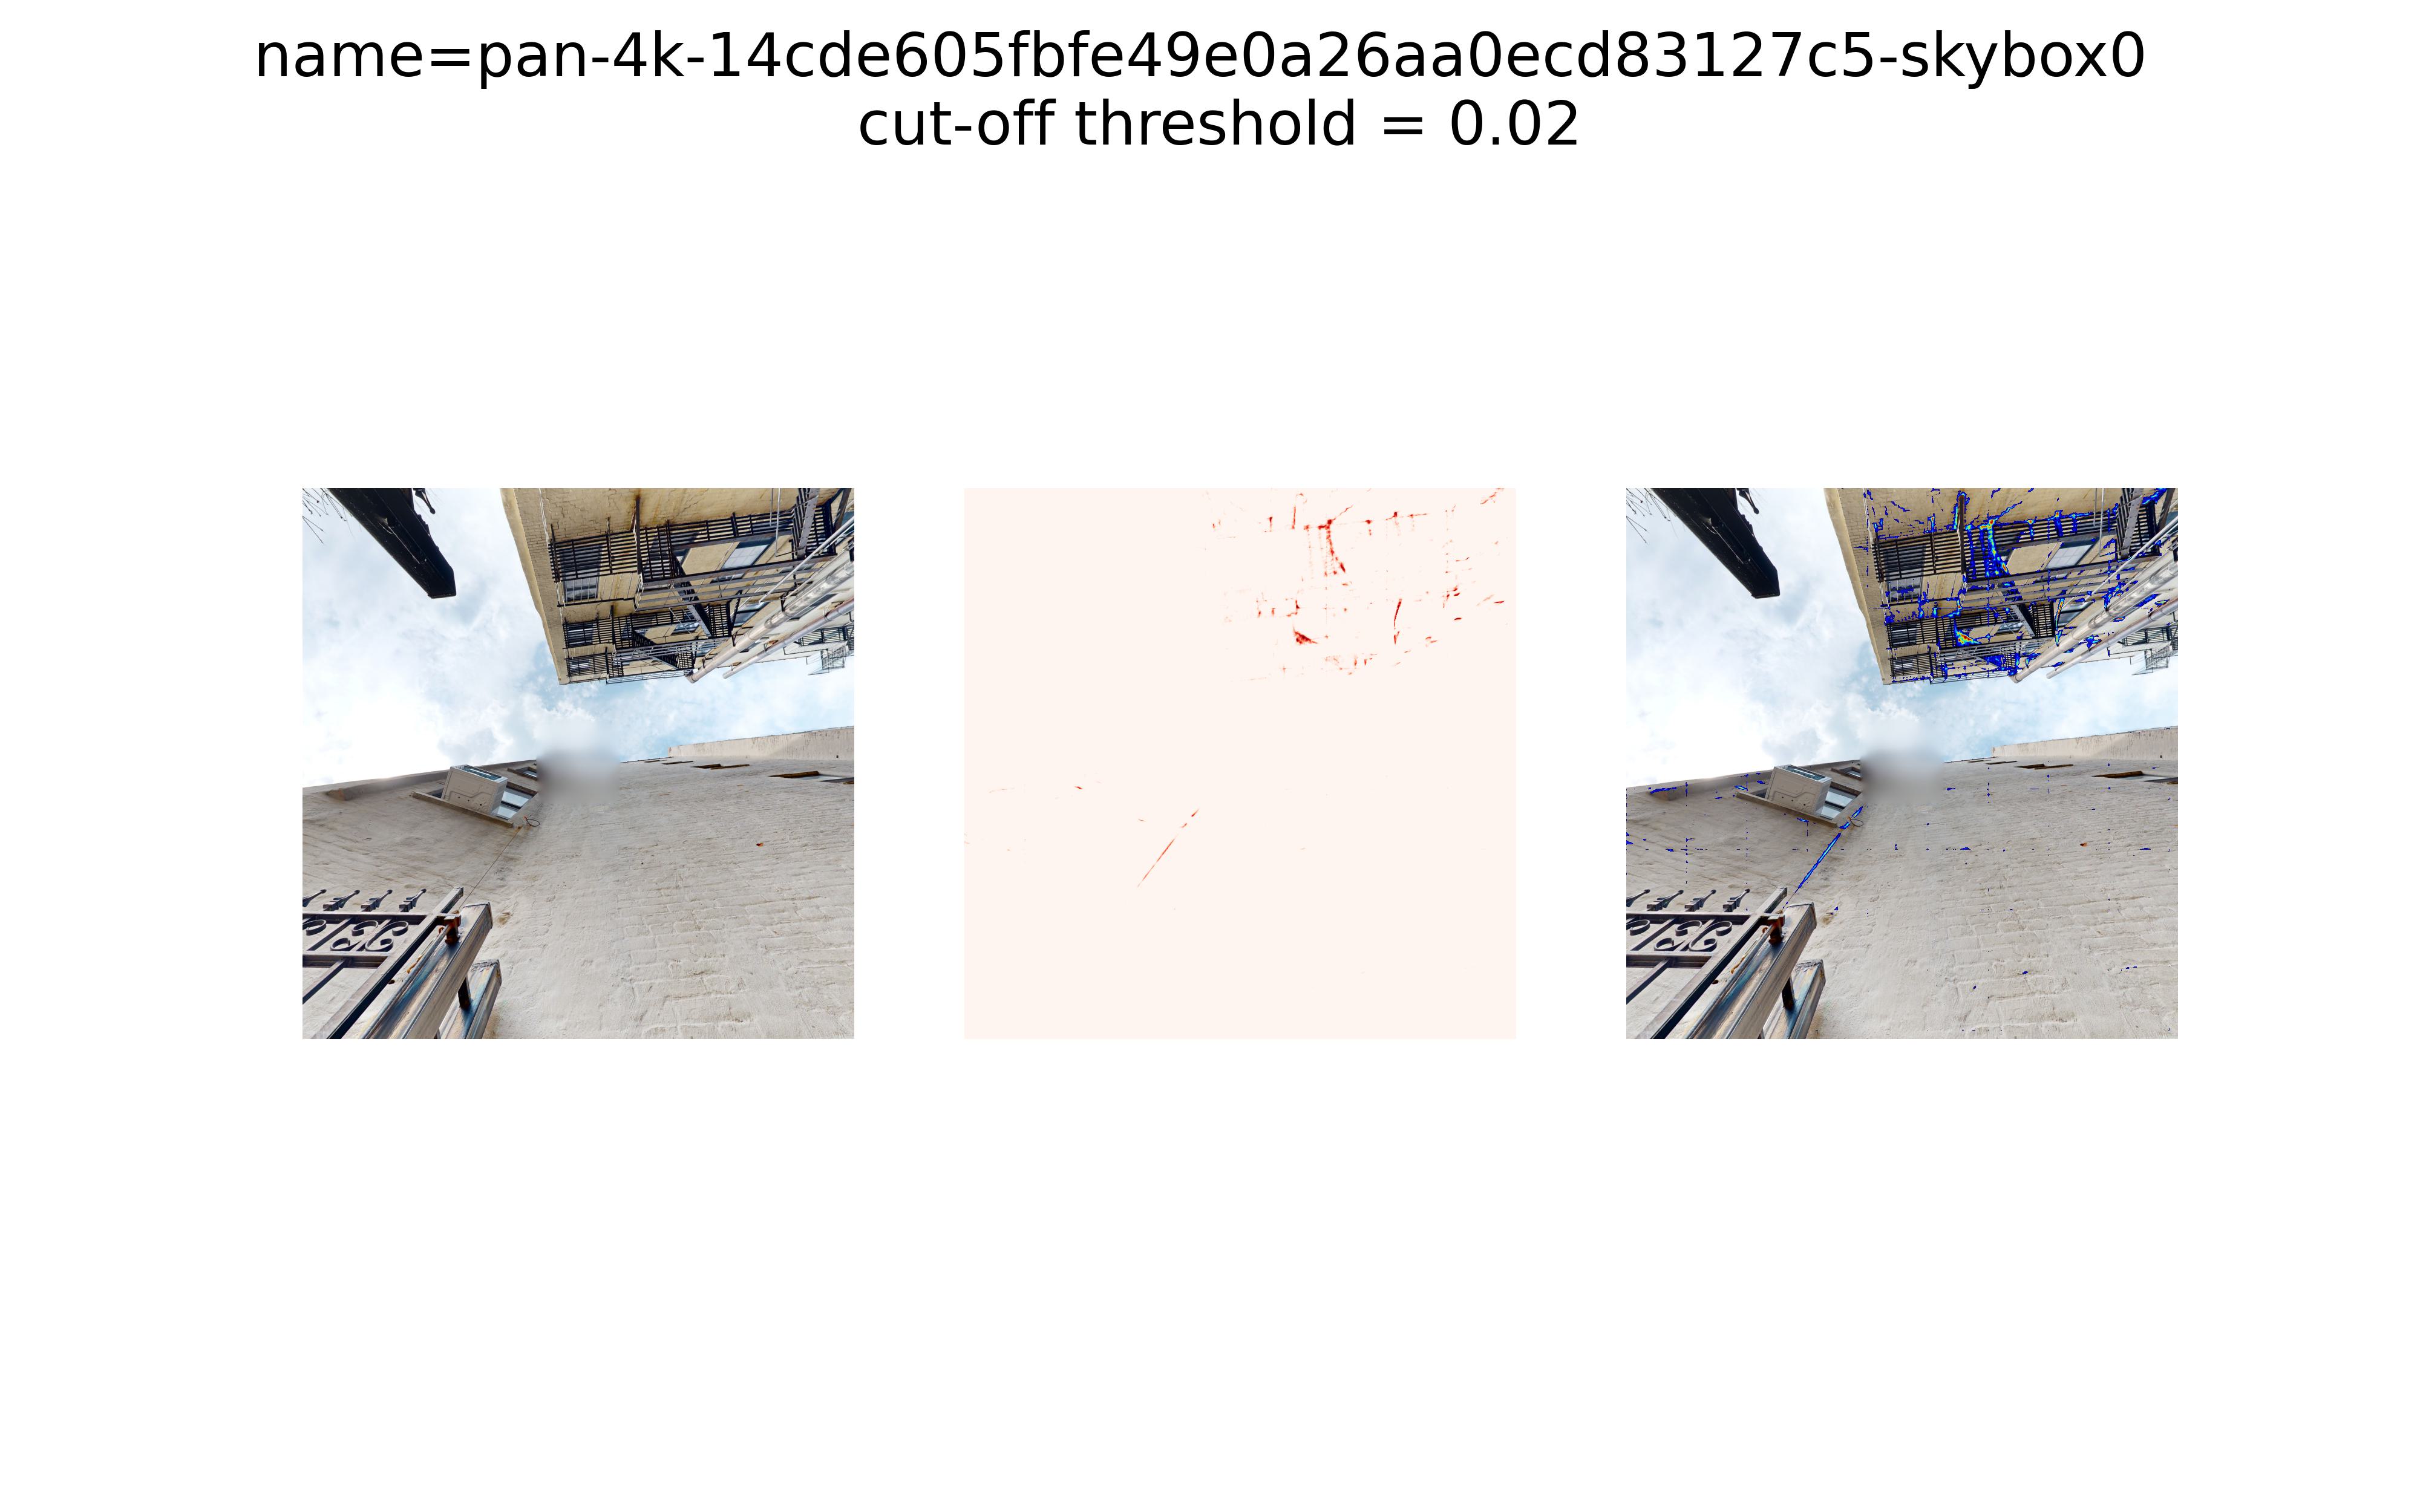 name=pan-4k-14cde605fbfe49e0a26aa0ecd83127c5-skybox0
cut-off threshold = 0.02